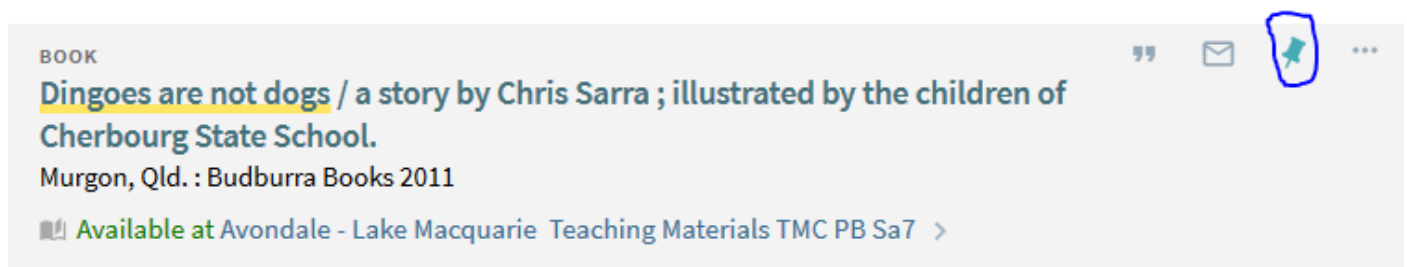 BOOK
Dingoes are not dogs / a story by Chris Sarra ; illustrated by the children of
Cherbourg State School.
Murgon, Qld. : Budburra Books 2011
Available at Avondale - Lake Macquarie Teaching Materials TMC PB Sa7 >